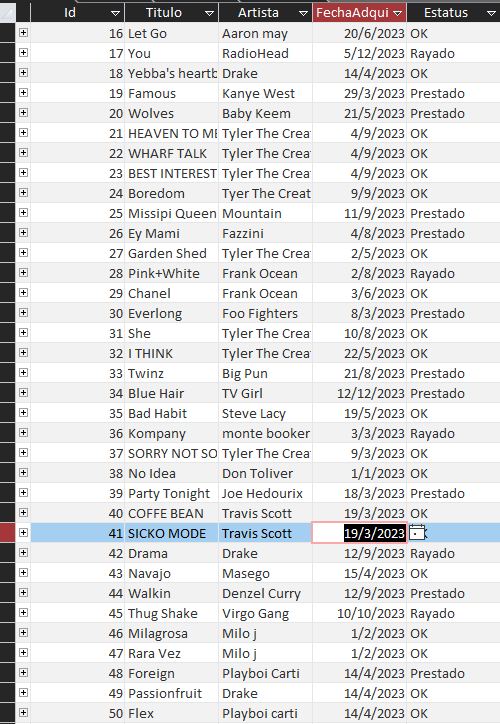 Id Titulo Artista FechaAdqui Estatus
16 Let Go Aaron may 20/6/2023 OK
17 You RadioHead 5/12/2023 Rayado
18 Yebba's heartb Drake 14/4/2023 OK
19 Famous Kanye West 29/3/2023 Prestado
20 Wolves Baby Keem 21/5/2023 Prestado
21 HEAVEN TO ME Tyler The Crea 4/9/2023 OK
22 WHARF TALK Tyler The Crea 4/9/2023 OK
23 BEST INTEREST Tyler The Crea 4/9/2023 OK
24 Boredom Tyer The Creat 9/9/2023 OK
25 Missipi Queen Mountain 11/9/2023 Prestado
26 Ey Mami Fazzini 4/8/2023 Prestado
27 Garden Shed Tyler The Crea 2/5/2023 OK
28 Pink+White Frank Ocean 2/8/2023 Rayado
29 Chanel Frank Ocean 3/6/2023 OK
30 Everlong Foo Fighters 8/3/2023 Prestado
31 She Tyler The Crea 10/8/2023 OK
32 I THINK Tyler The Crea 22/5/2023 OK
33 Twinz Big Pun 21/8/2023 Prestado
34 Blue Hair TV Girl 12/12/2023 Prestado
35 Bad Habit Steve Lacy 19/5/2023 OK
36 Kompany monte booker 3/3/2023 Rayado
37 SORRY NOT SO Tyler The Crea 9/3/2023 OK
38 No Idea Don Toliver 1/1/2023 OK
39 Party Tonight Joe Hedourix 18/3/2023 Prestado
40 COFFE BEAN Travis Scott 19/3/2023 OK
41 SICKO MODE Travis Scott 19/3/2023
42 Drama Drake 12/9/2023 Rayado
43 Navajo Masego 15/4/2023 OK
44 Walkin Denzel Curry 12/9/2023 Prestado
45 Thug Shake Virgo Gang 10/10/2023 Rayado
46 Milagrosa Milo j 1/2/2023 OK
47 Rara Vez Milo j 1/2/2023 OK
48 Foreign Playboi Carti 14/4/2023 Prestado
49 Passionfruit Drake 14/4/2023 OK
50 Flex Playboi carti 14/4/2023 OK